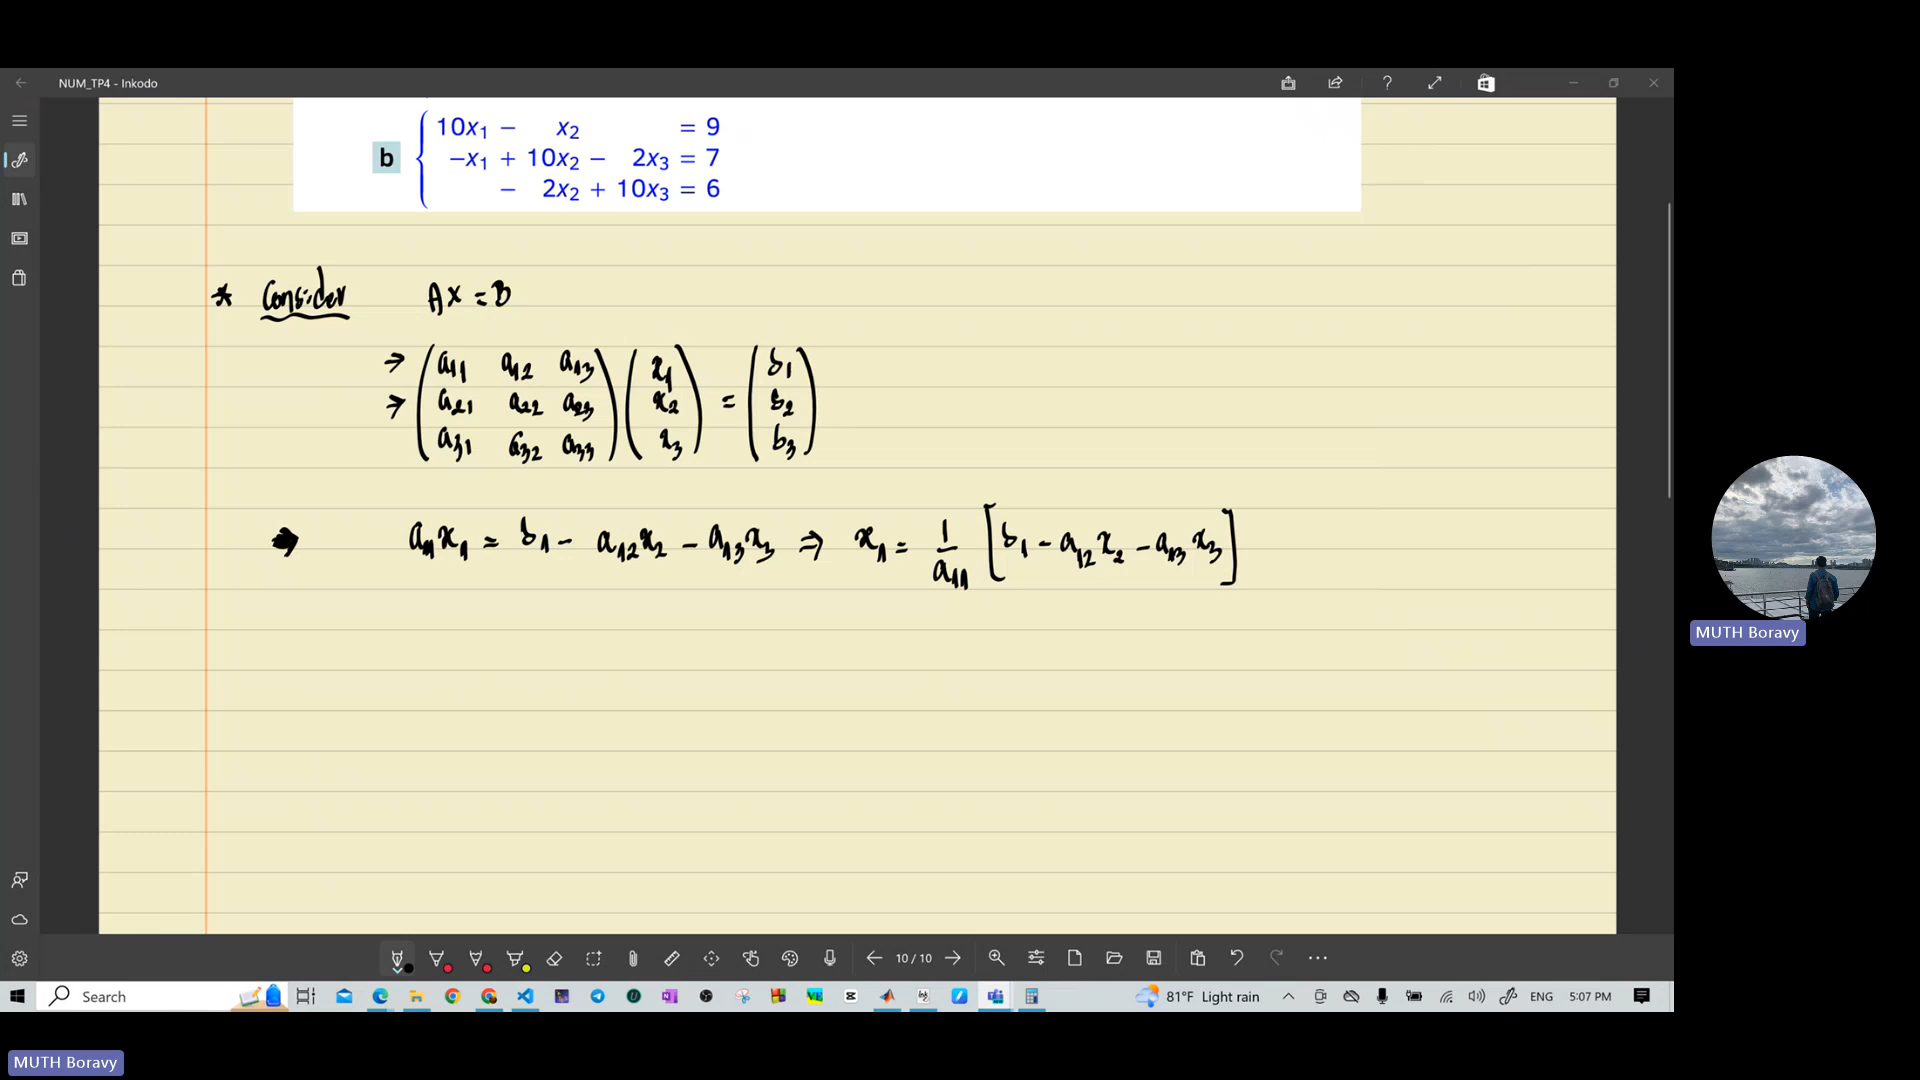 NUM_TP4 - Inkodo
b
10x₁ − x₂ = 9
−x₁ + 10x₂ − 2x₃ = 7
− 2x₂ + 10x₃ = 6
* Consider AX = B
→ (a₁₁ a₁₂ a₁₃) (x₁) (b₁)
→ (a₂₁ a₂₂ a₂₃) (x₂) = (b₂)
(a₃₁ a₃₂ a₃₃) (x₃) (b₃)
→ a₁₁x₁ = b₁ − a₁₂x₂ − a₁₃x₃ ⇒ x₁ = 1/a₁₁ [b₁ − a₁₂x₂ − a₁₃x₃]
MUTH Boravy
10 / 10
Search
81°F Light rain
ENG
5:07 PM
MUTH Boravy